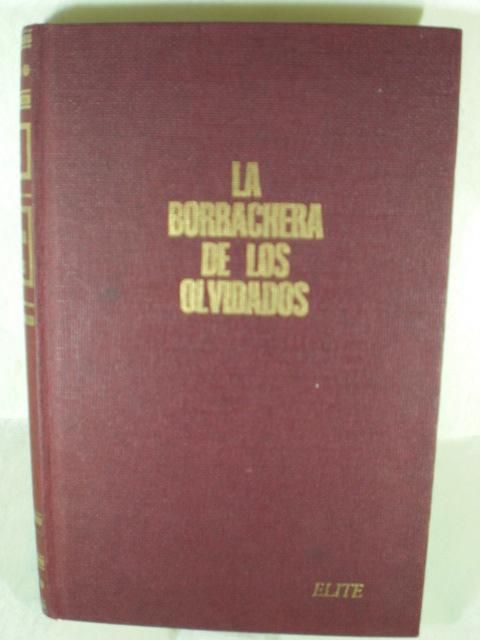 LA
BORRACHERA
DE LOS
OLVIDADOS
ELITE